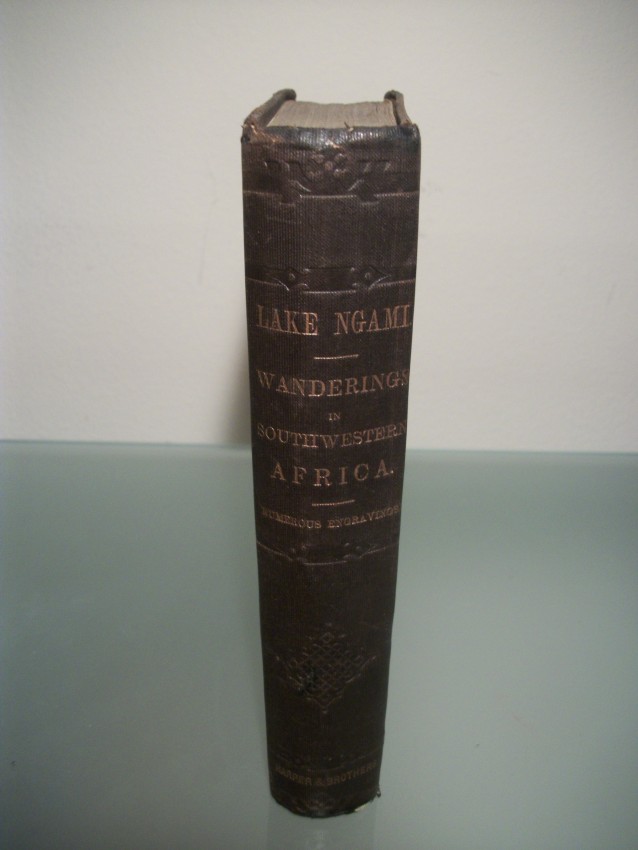 LAKE NGAMI.
WANDERINGS
IN
SOUTHWESTERN
AFRICA.
NUMEROUS ENGRAVINGS.
HARPER & BROTHERS